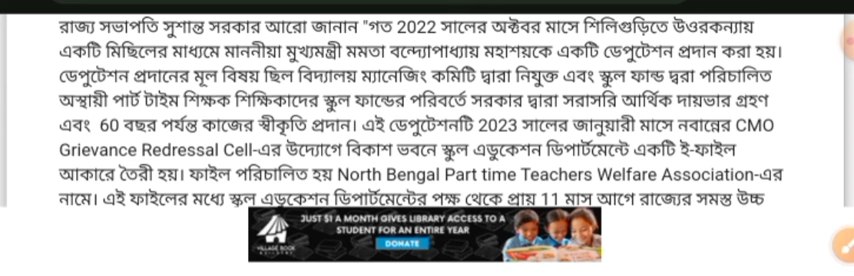 রাজ্য সভাপতি সুশান্ত সরকার আরো জানান "গত 2022 সালের অক্টবর মাসে শিলিগুড়িতে উওরকন্যায়
একটি মিছিলের মাধ্যমে মাননীয়া মুখ্যমন্ত্রী মমতা বন্দ্যোপাধ্যায় মহাশয়কে একটি ডেপুটেশন প্রদান করা হয়।
ডেপুটেশন প্রদানের মূল বিষয় ছিল বিদ্যালয় ম্যানেজিং কমিটি দ্বারা নিযুক্ত এবং স্কুল ফান্ড দ্বরা পরিচালিত
অস্থায়ী পার্ট টাইম শিক্ষক শিক্ষিকাদের স্কুল ফান্ডের পরিবর্তে সরকার দ্বারা সরাসরি আর্থিক দায়ভার গ্রহণ
এবং 60 বছর পর্যন্ত কাজের স্বীকৃতি প্রদান। এই ডেপুটেশনটি 2023 সালের জানুয়ারী মাসে নবান্নের CMO
Grievance Redressal Cell-এর উদ্যোগে বিকাশ ভবনে স্কুল এডুকেশন ডিপার্টমেন্টে একটি ই-ফাইল
আকারে তৈরী হয়। ফাইল পরিচালিত হয় North Bengal Part time Teachers Welfare Association-এর
নামে। এই ফাইলের মধ্যে স্কুল এডুকেশন ডিপার্টমেন্টের পক্ষ থেকে প্রায় 11 মাস আগে রাজ্যের সমস্ত উচ্চ
JUST $1 A MONTH GIVES LIBRARY ACCESS TO A
STUDENT FOR AN ENTIRE YEAR
DONATE
VILLAGE BOOK
BUILDERS